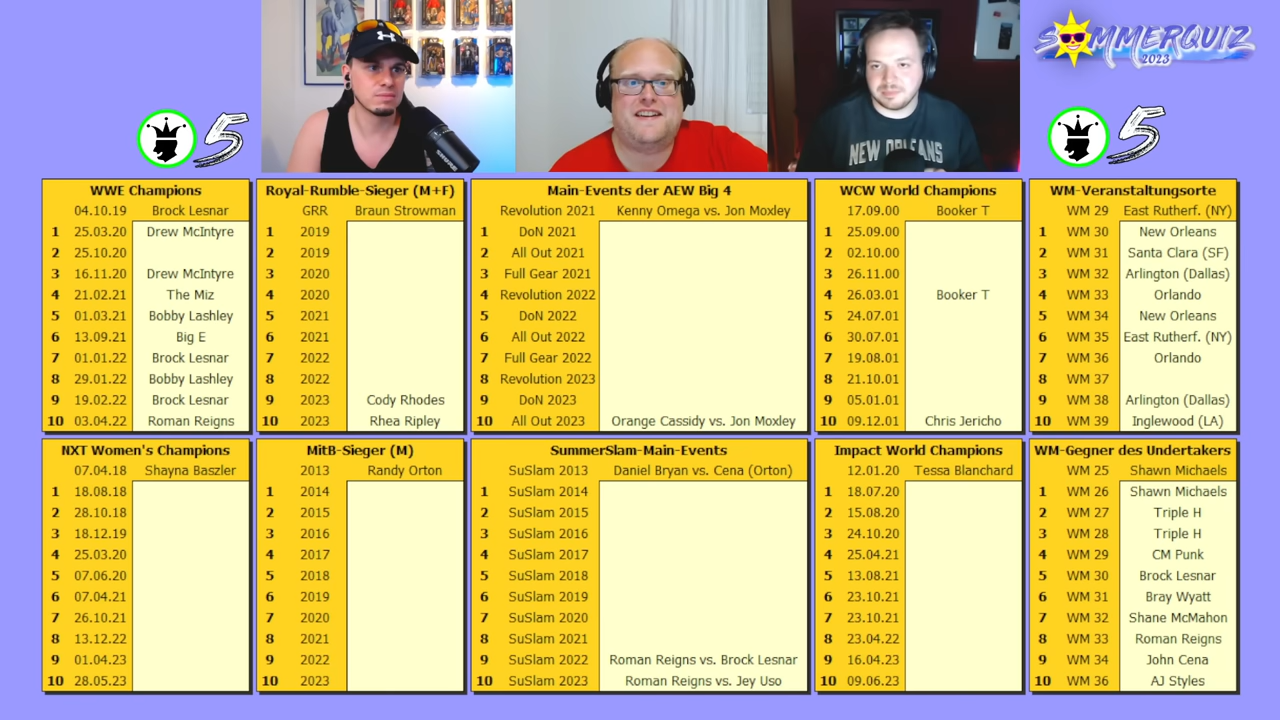 SOMMERQUIZ
2023
5
5
NEW ORLEANS
WWE Champions
04.10.19 Brock Lesnar
1 25.03.20 Drew McIntyre
2 25.10.20
3 16.11.20 Drew McIntyre
4 21.02.21 The Miz
5 01.03.21 Bobby Lashley
6 13.09.21 Big E
7 01.01.22 Brock Lesnar
8 29.01.22 Bobby Lashley
9 19.02.22 Brock Lesnar
10 03.04.22 Roman Reigns
Royal-Rumble-Sieger (M+F)
GRR Braun Strowman
1 2019
2 2019
3 2020
4 2020
5 2021
6 2021
7 2022
8 2022
9 2023 Cody Rhodes
10 2023 Rhea Ripley
Main-Events der AEW Big 4
Revolution 2021 Kenny Omega vs. Jon Moxley
1 DoN 2021
2 All Out 2021
3 Full Gear 2021
4 Revolution 2022
5 DoN 2022
6 All Out 2022
7 Full Gear 2022
8 Revolution 2023
9 DoN 2023
10 All Out 2023 Orange Cassidy vs. Jon Moxley
WCW World Champions
17.09.00 Booker T
1 25.09.00
2 02.10.00
3 26.11.00
4 26.03.01 Booker T
5 24.07.01
6 30.07.01
7 19.08.01
8 21.10.01
9 05.01.01
10 09.12.01 Chris Jericho
WM-Veranstaltungsorte
WM 29 East Rutherf. (NY)
1 WM 30 New Orleans
2 WM 31 Santa Clara (SF)
3 WM 32 Arlington (Dallas)
4 WM 33 Orlando
5 WM 34 New Orleans
6 WM 35 East Rutherf. (NY)
7 WM 36 Orlando
8 WM 37
9 WM 38 Arlington (Dallas)
10 WM 39 Inglewood (LA)
NXT Women's Champions
07.04.18 Shayna Baszler
1 18.08.18
2 28.10.18
3 18.12.19
4 25.03.20
5 07.06.20
6 07.04.21
7 26.10.21
8 13.12.22
9 01.04.23
10 28.05.23
MitB-Sieger (M)
2013 Randy Orton
1 2014
2 2015
3 2016
4 2017
5 2018
6 2019
7 2020
8 2021
9 2022
10 2023
SummerSlam-Main-Events
SuSlam 2013 Daniel Bryan vs. Cena (Orton)
1 SuSlam 2014
2 SuSlam 2015
3 SuSlam 2016
4 SuSlam 2017
5 SuSlam 2018
6 SuSlam 2019
7 SuSlam 2020
8 SuSlam 2021
9 SuSlam 2022 Roman Reigns vs. Brock Lesnar
10 SuSlam 2023 Roman Reigns vs. Jey Uso
Impact World Champions
12.01.20 Tessa Blanchard
1 18.07.20
2 15.08.20
3 24.10.20
4 25.04.21
5 13.08.21
6 23.10.21
7 23.10.21
8 23.04.22
9 16.04.23
10 09.06.23
WM-Gegner des Undertakers
WM 25 Shawn Michaels
1 WM 26 Shawn Michaels
2 WM 27 Triple H
3 WM 28 Triple H
4 WM 29 CM Punk
5 WM 30 Brock Lesnar
6 WM 31 Bray Wyatt
7 WM 32 Shane McMahon
8 WM 33 Roman Reigns
9 WM 34 John Cena
10 WM 36 AJ Styles